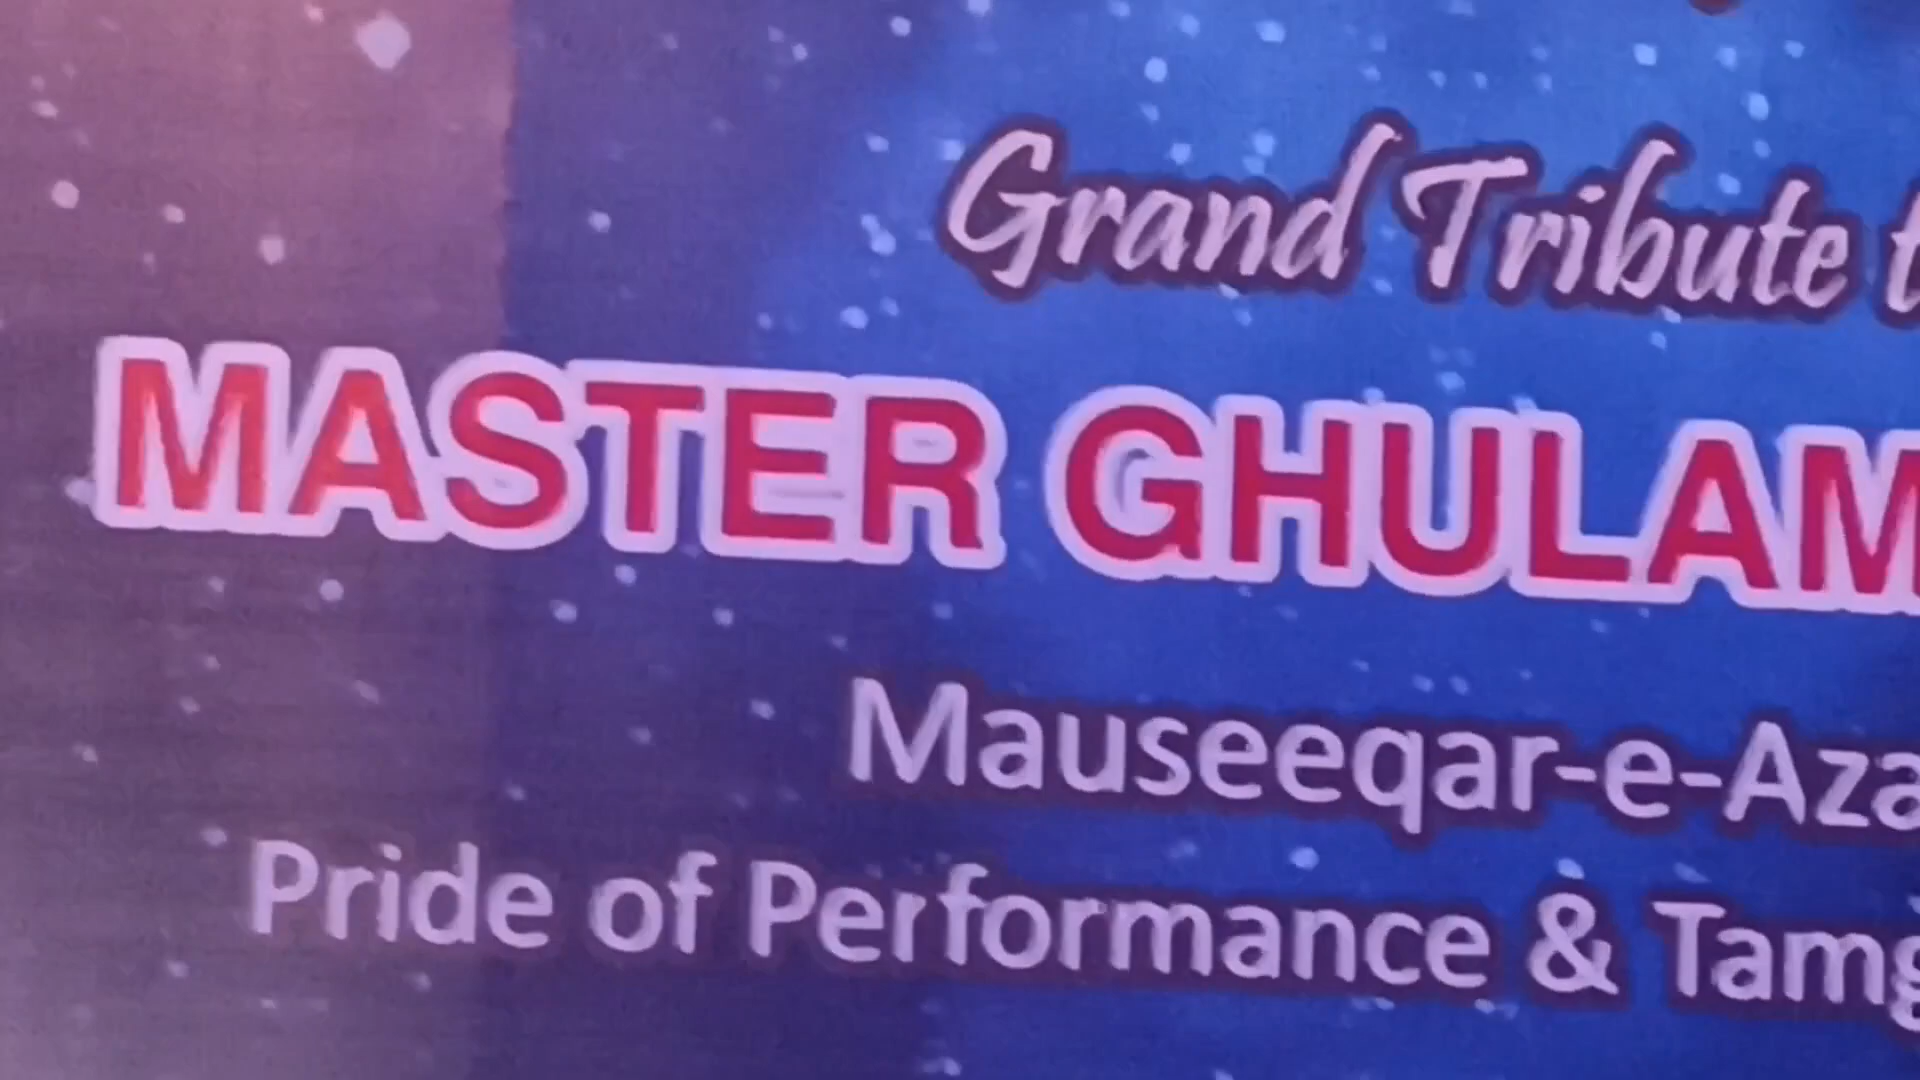 Grand Tribute t
MASTER GHULAM
Mauseeqar-e-Aza
Pride of Performance & Tamg